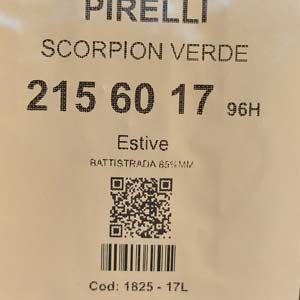 PIRELLI
SCORPION VERDE
215 60 17 96H
Estive
BATTISTRADA 85%MM
Cod: 1825 - 17L